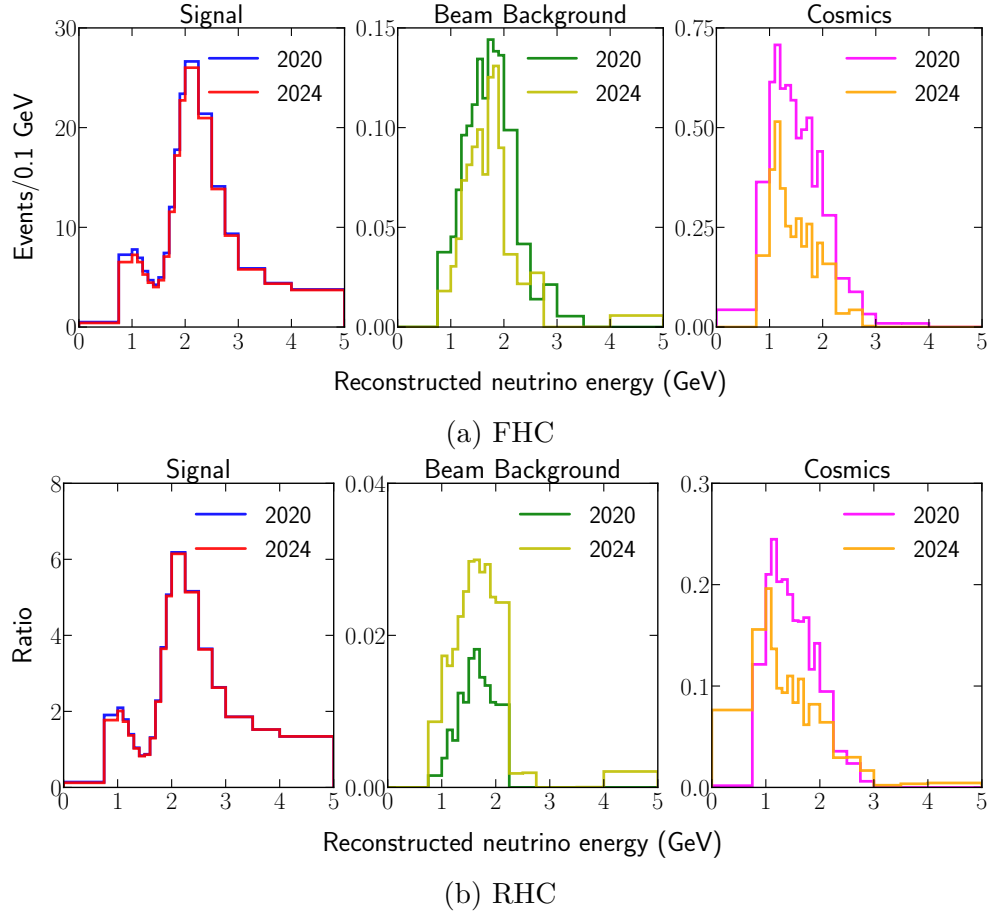 Signal Beam Background Cosmics
Events/0.1 GeV
30
20
10
0
2020
2024
0 1 2 3 4 5
0.15
0.10
0.05
0.00
2020
2024
0 1 2 3 4 5
0.75
0.50
0.25
0.00
2020
2024
0 1 2 3 4 5
Reconstructed neutrino energy (GeV)
(a) FHC
Signal Beam Background Cosmics
Ratio
8
6
4
2
0
2020
2024
0 1 2 3 4 5
0.04
0.02
0.00
2020
2024
0 1 2 3 4 5
0.3
0.2
0.1
0.0
2020
2024
0 1 2 3 4 5
Reconstructed neutrino energy (GeV)
(b) RHC